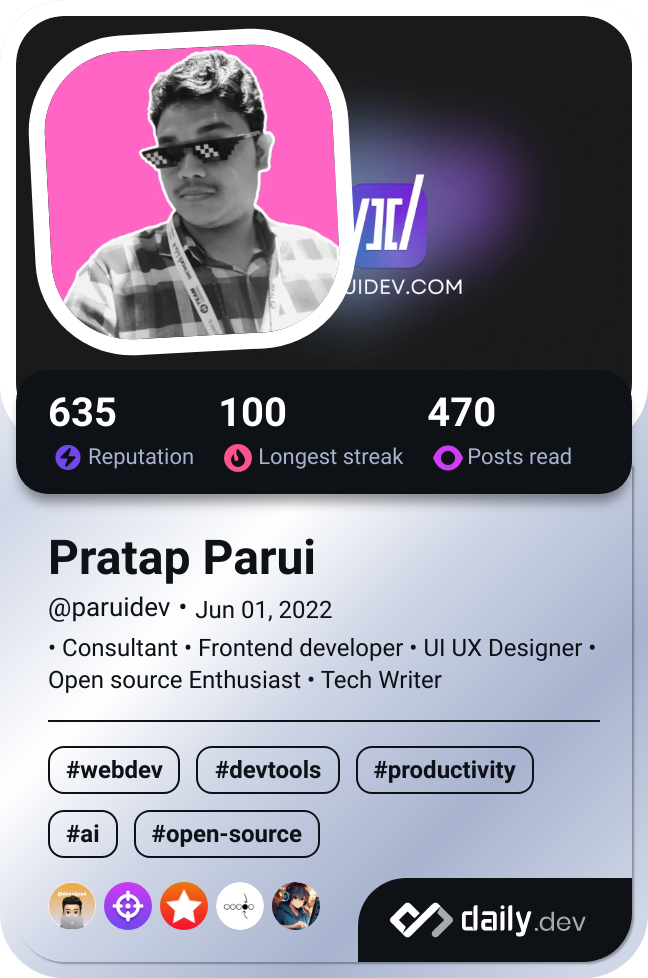 UIDEV.COM
635
100
470
Reputation
Longest streak
Posts read
Pratap Parui
@paruidev • Jun 01, 2022
• Consultant • Frontend developer • UI UX Designer •
Open source Enthusiast • Tech Writer
#webdev
#devtools
#productivity
#ai
#open-source
daily.dev